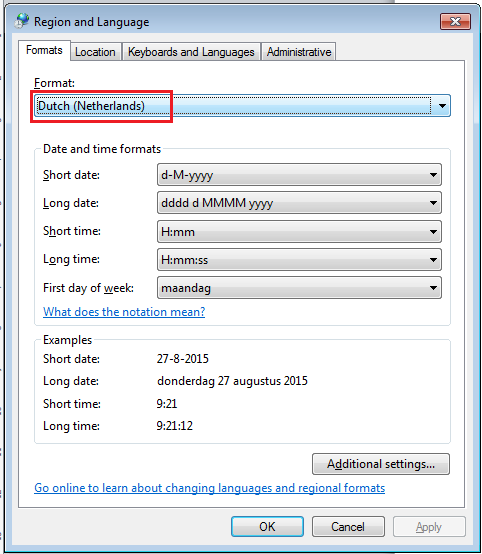 Region and Language
Formats Location Keyboards and Languages Administrative
Format:
Dutch (Netherlands)
Date and time formats
Short date: d-M-yyyy
Long date: dddd d MMMM yyyy
Short time: H:mm
Long time: H:mm:ss
First day of week: maandag
What does the notation mean?
Examples
Short date: 27-8-2015
Long date: donderdag 27 augustus 2015
Short time: 9:21
Long time: 9:21:12
Additional settings...
Go online to learn about changing languages and regional formats
OK Cancel Apply